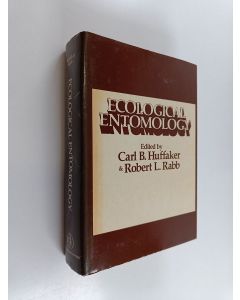 ECOLOGICAL
ENTOMOLOGY
Edited by
Carl B. Huffaker
& Robert L. Rabb
ECOLOGICAL ENTOMOLOGY